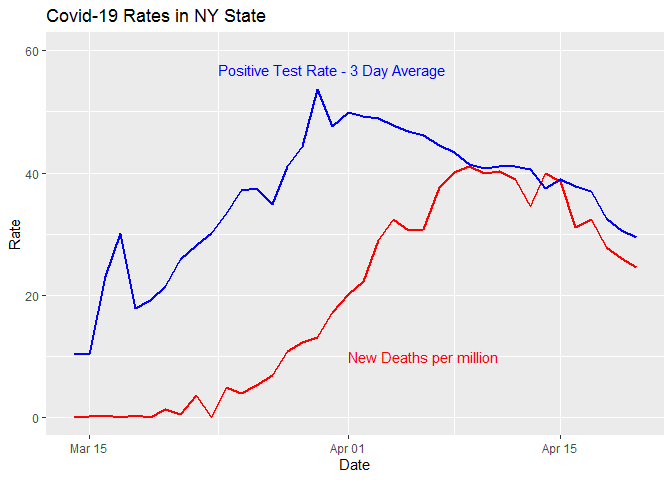 Covid-19 Rates in NY State
60
Positive Test Rate - 3 Day Average
40
Rate
20
New Deaths per million
0
Mar 15
Apr 01
Apr 15
Date